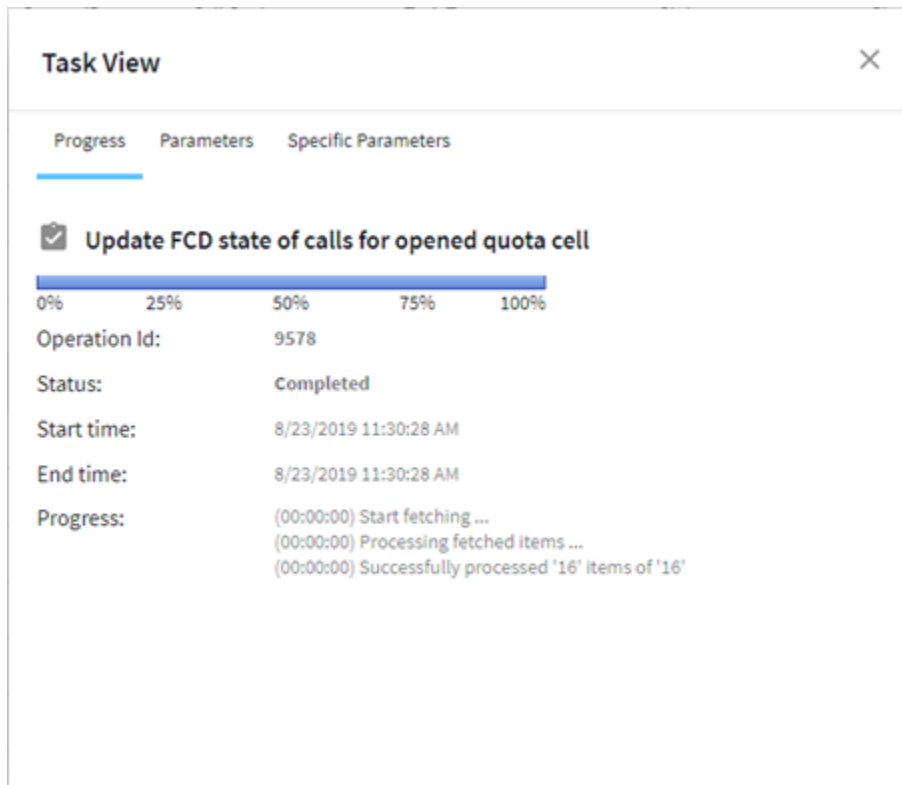 Task View
Progress Parameters Specific Parameters
Update FCD state of calls for opened quota cell
0% 25% 50% 75% 100%
Operation Id: 9578
Status: Completed
Start time: 8/23/2019 11:30:28 AM
End time: 8/23/2019 11:30:28 AM
Progress: (00:00:00) Start fetching ...
(00:00:00) Processing fetched items ...
(00:00:00) Successfully processed '16' items of '16'